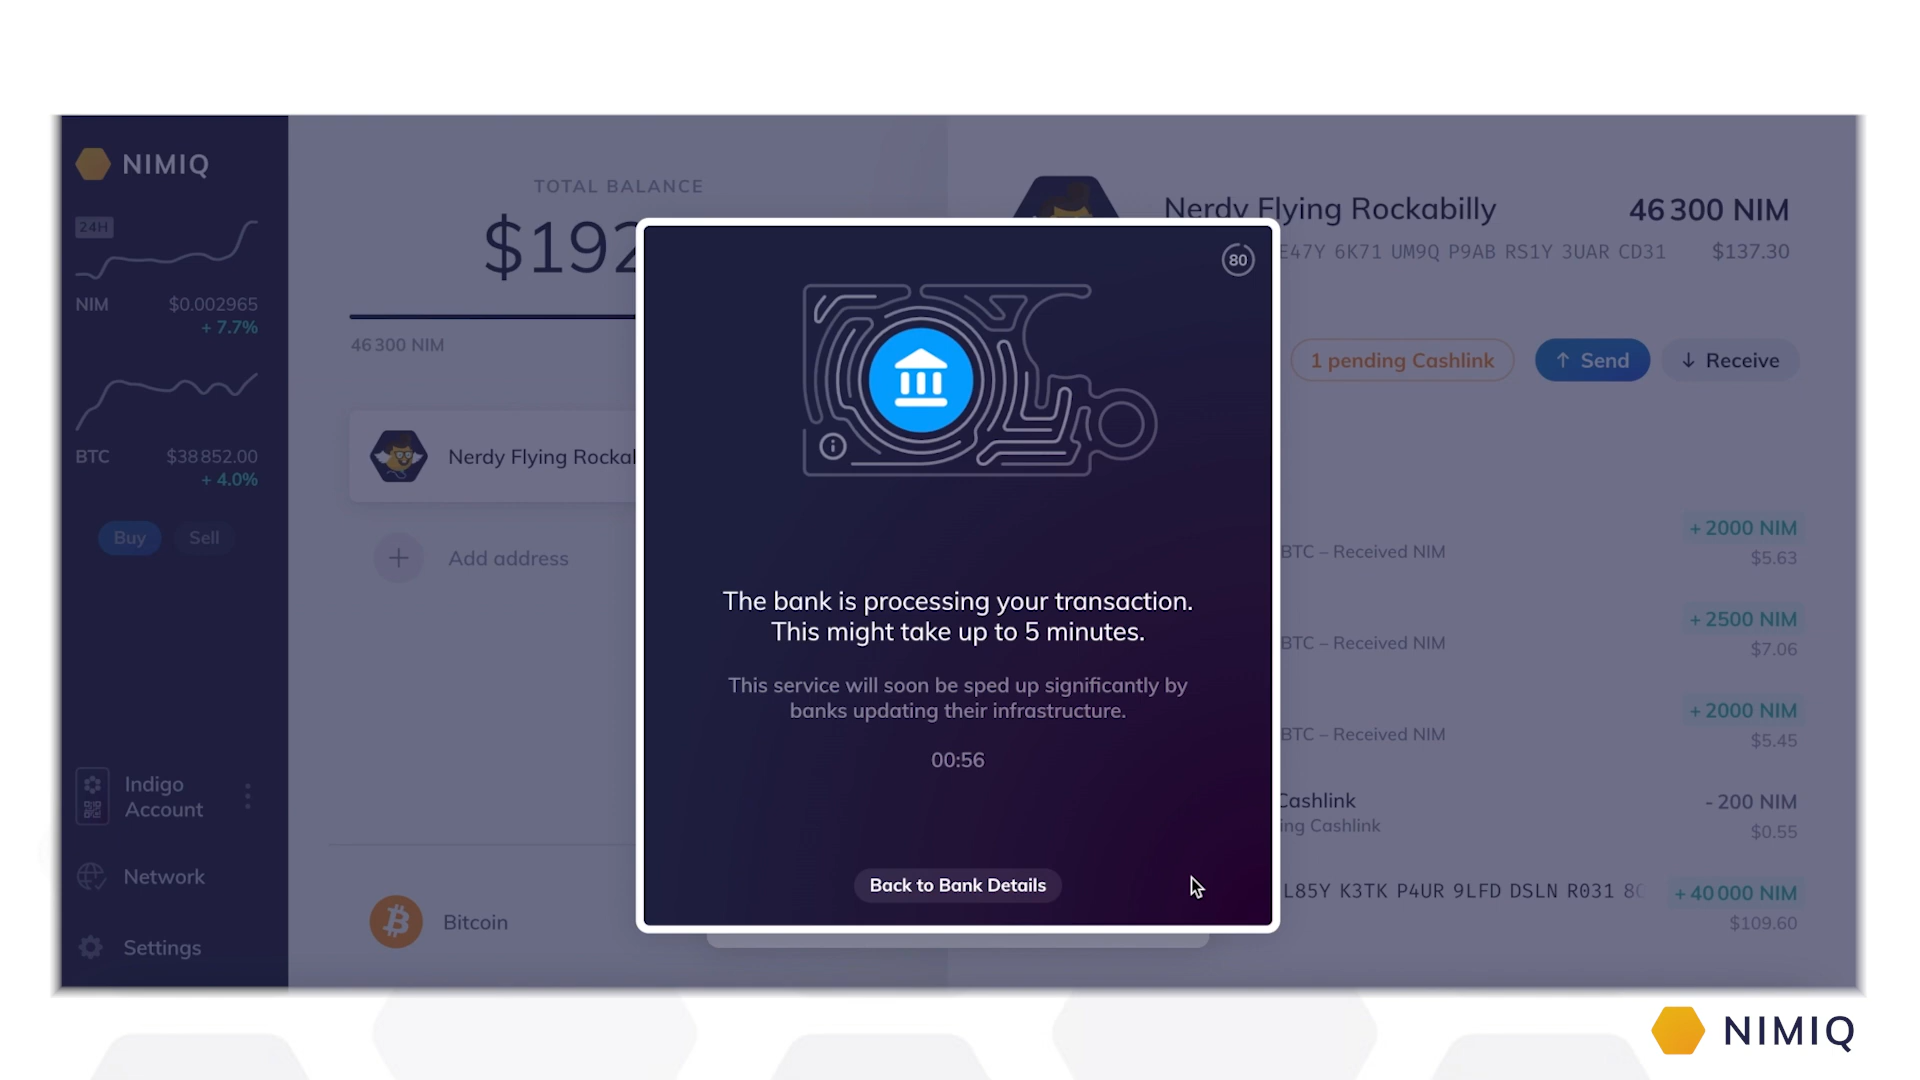 NIMIQ
24H
NIM $0.002965
+ 7.7%
BTC $38 852.00
+ 4.0%
Buy Sell
Indigo
Account
Network
Settings
TOTAL BALANCE
$192
46 300 NIM
Nerdy Flying
Add address
Bitcoin
80
The bank is processing your transaction.
This might take up to 5 minutes.
This service will soon be sped up significantly by
banks updating their infrastructure.
00:56
Back to Bank Details
Nerdy Flying Rockabilly 46 300 NIM
E47Y 6K71 UM9Q P9AB RS1Y 3UAR CD31 $137.30
1 pending Cashlink ↑ Send ↓ Receive
+ 2000 NIM
BTC – Received NIM $5.63
+ 2500 NIM
BTC – Received NIM $7.06
+ 2000 NIM
BTC – Received NIM $5.45
Cashlink - 200 NIM
ing Cashlink $0.55
L85Y K3TK P4UR 9LFD DSLN R031 + 40 000 NIM
$109.60
NIMIQ